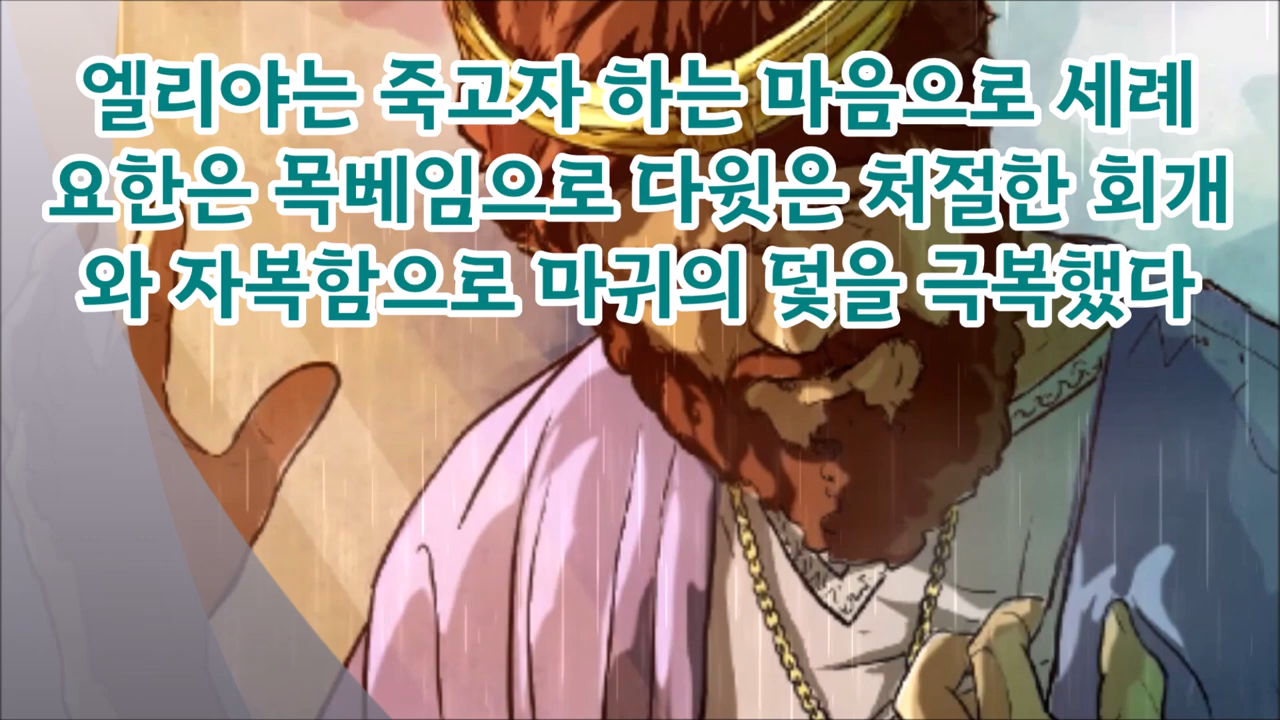 엘리야는 죽고자 하는 마음으로 세례
요한은 목베임으로 다윗은 처절한 회개
와 자복함으로 마귀의 덫을 극복했다